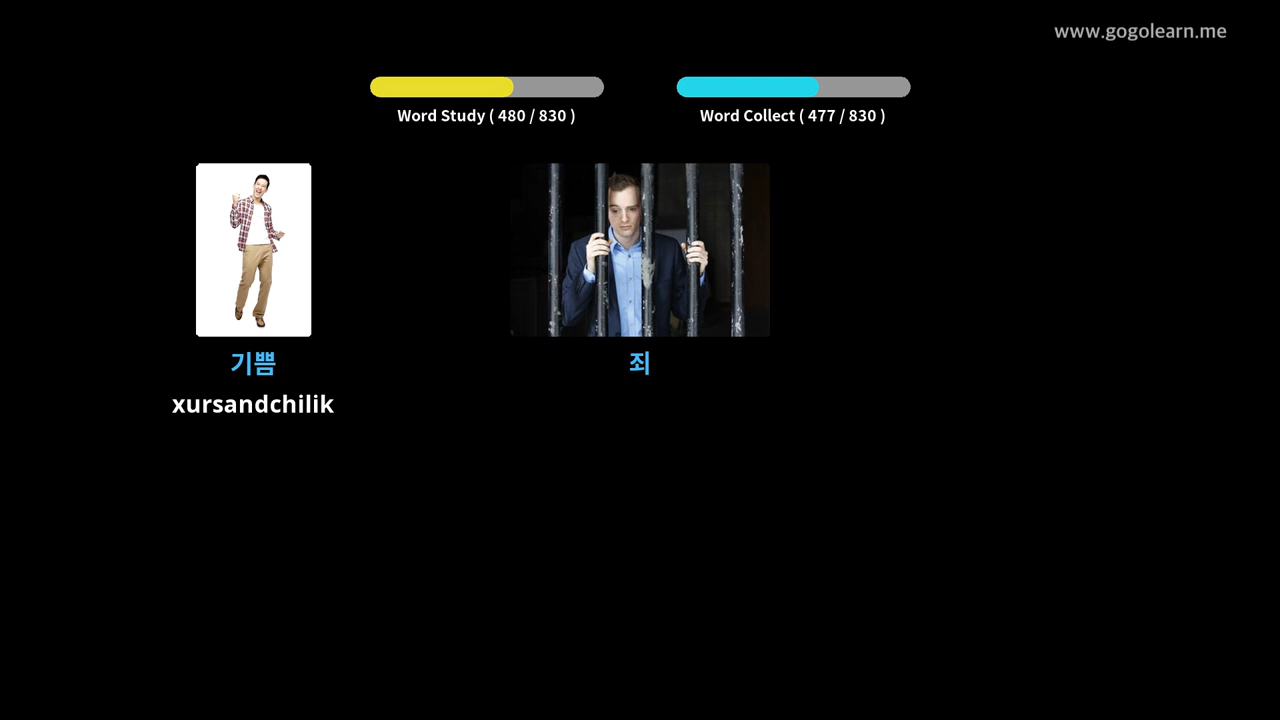 www.gogolearn.me
Word Study ( 480 / 830 )
Word Collect ( 477 / 830 )
기쁨
죄
xursandchilik